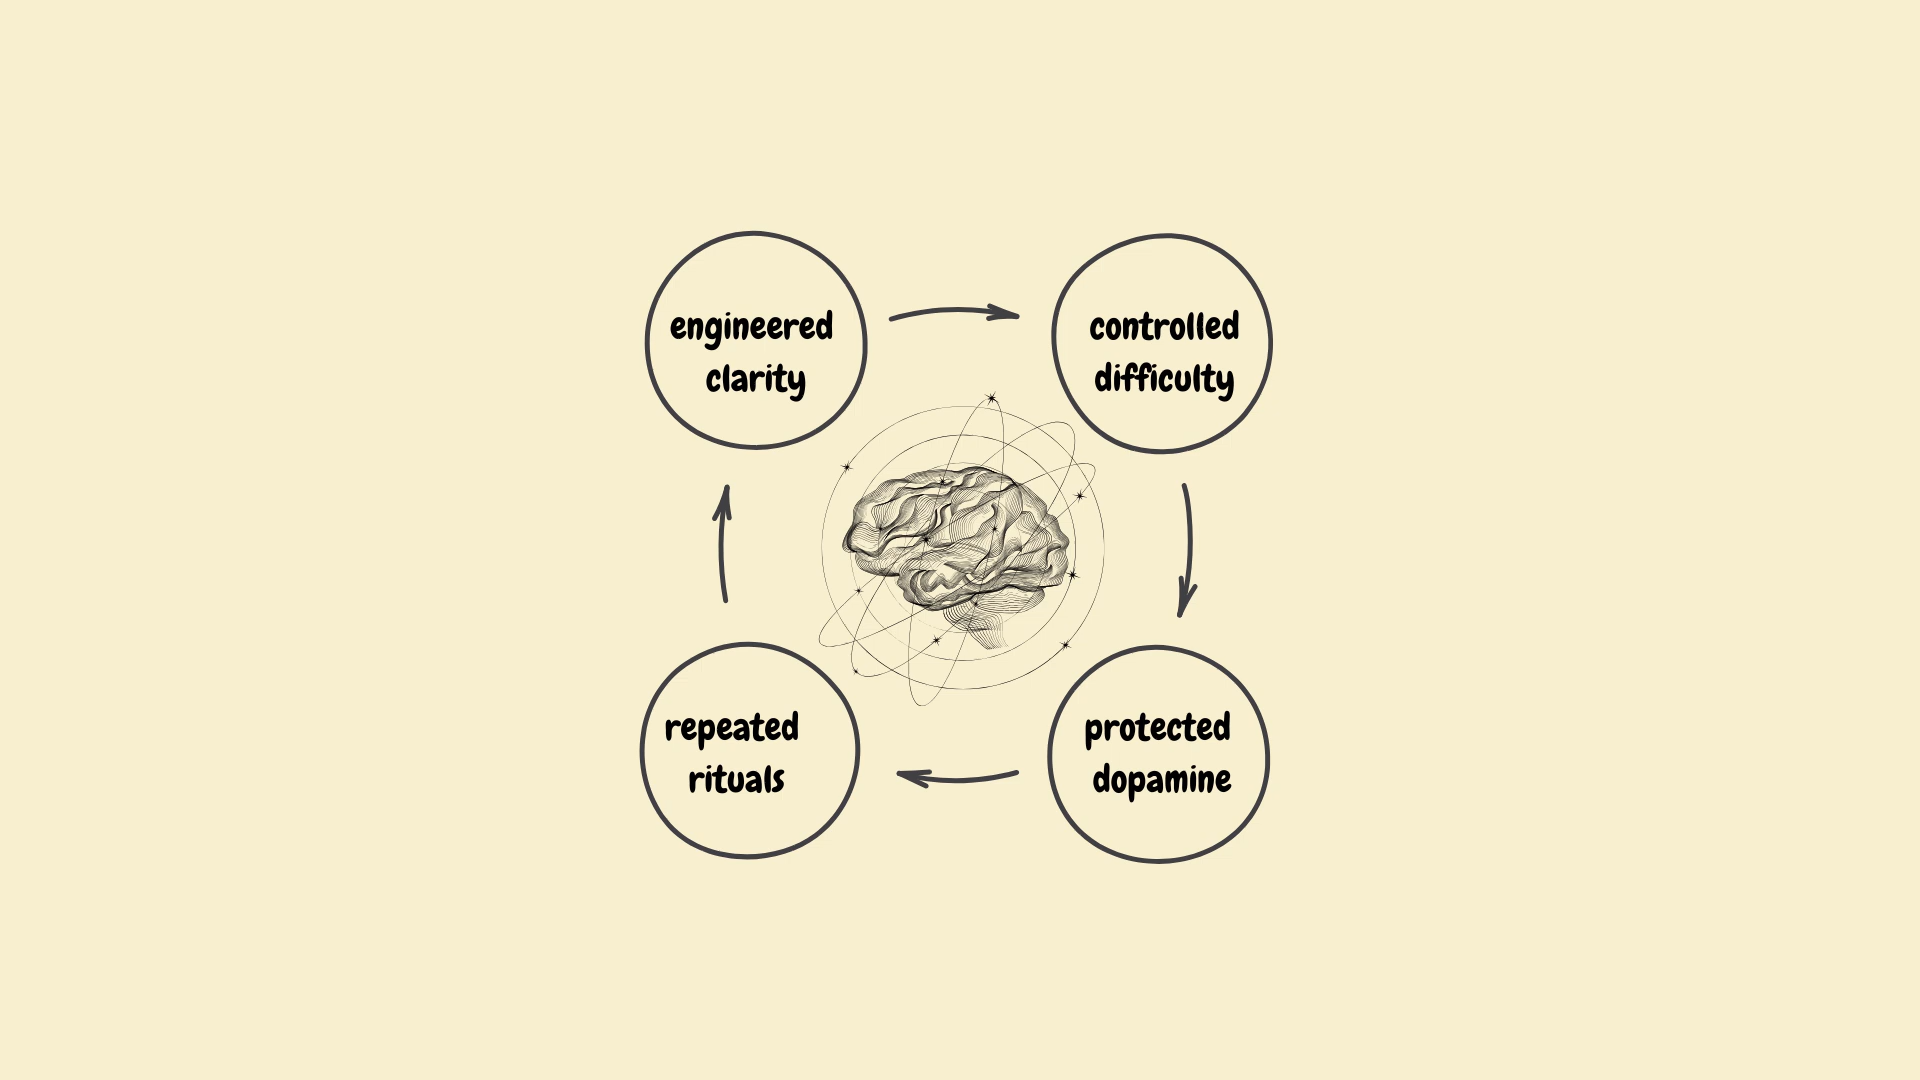 engineered
clarity
controlled
difficulty
protected
dopamine
repeated
rituals